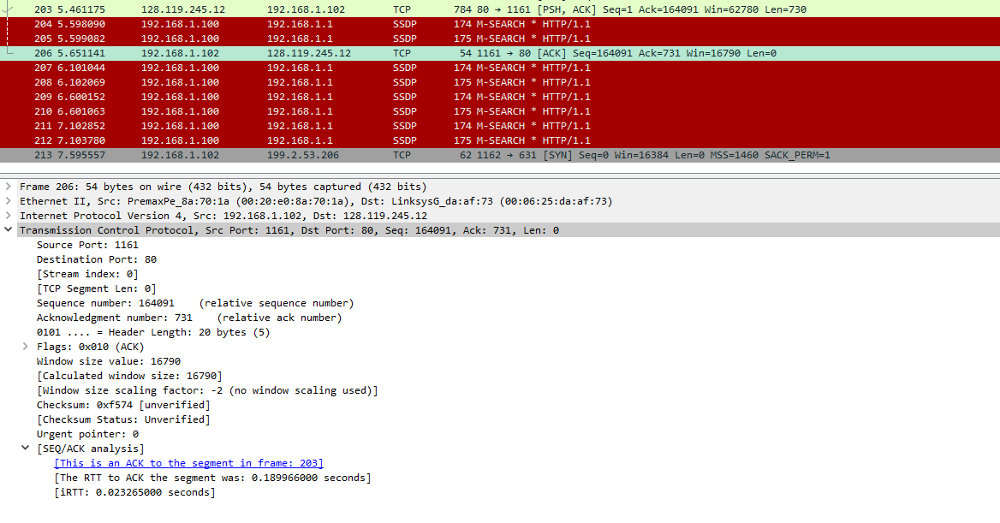 203 5.461175 128.119.245.12 192.168.1.102 TCP 784 80 → 1161 [PSH, ACK] Seq=1 Ack=164091 Win=62780 Len=730
204 5.598090 192.168.1.100 192.168.1.1 SSDP 174 M-SEARCH * HTTP/1.1
205 5.599082 192.168.1.100 192.168.1.1 SSDP 175 M-SEARCH * HTTP/1.1
206 5.651141 192.168.1.102 128.119.245.12 TCP 54 1161 → 80 [ACK] Seq=164091 Ack=731 Win=16790 Len=0
207 6.101044 192.168.1.100 192.168.1.1 SSDP 174 M-SEARCH * HTTP/1.1
208 6.102069 192.168.1.100 192.168.1.1 SSDP 175 M-SEARCH * HTTP/1.1
209 6.600152 192.168.1.100 192.168.1.1 SSDP 174 M-SEARCH * HTTP/1.1
210 6.601063 192.168.1.100 192.168.1.1 SSDP 175 M-SEARCH * HTTP/1.1
211 7.102852 192.168.1.100 192.168.1.1 SSDP 174 M-SEARCH * HTTP/1.1
212 7.103780 192.168.1.100 192.168.1.1 SSDP 175 M-SEARCH * HTTP/1.1
213 7.595557 192.168.1.102 199.2.53.206 TCP 62 1162 → 631 [SYN] Seq=0 Win=16384 Len=0 MSS=1460 SACK_PERM=1
Frame 206: 54 bytes on wire (432 bits), 54 bytes captured (432 bits)
Ethernet II, Src: PremaxPe_8a:70:1a (00:20:e0:8a:70:1a), Dst: LinksysG_da:af:73 (00:06:25:da:af:73)
Internet Protocol Version 4, Src: 192.168.1.102, Dst: 128.119.245.12
Transmission Control Protocol, Src Port: 1161, Dst Port: 80, Seq: 164091, Ack: 731, Len: 0
Source Port: 1161
Destination Port: 80
[Stream index: 0]
[TCP Segment Len: 0]
Sequence number: 164091 (relative sequence number)
Acknowledgment number: 731 (relative ack number)
0101 .... = Header Length: 20 bytes (5)
Flags: 0x010 (ACK)
Window size value: 16790
[Calculated window size: 16790]
[Window size scaling factor: -2 (no window scaling used)]
Checksum: 0xf574 [unverified]
[Checksum Status: Unverified]
Urgent pointer: 0
[SEQ/ACK analysis]
[This is an ACK to the segment in frame: 203]
[The RTT to ACK the segment was: 0.189966000 seconds]
[iRTT: 0.023265000 seconds]